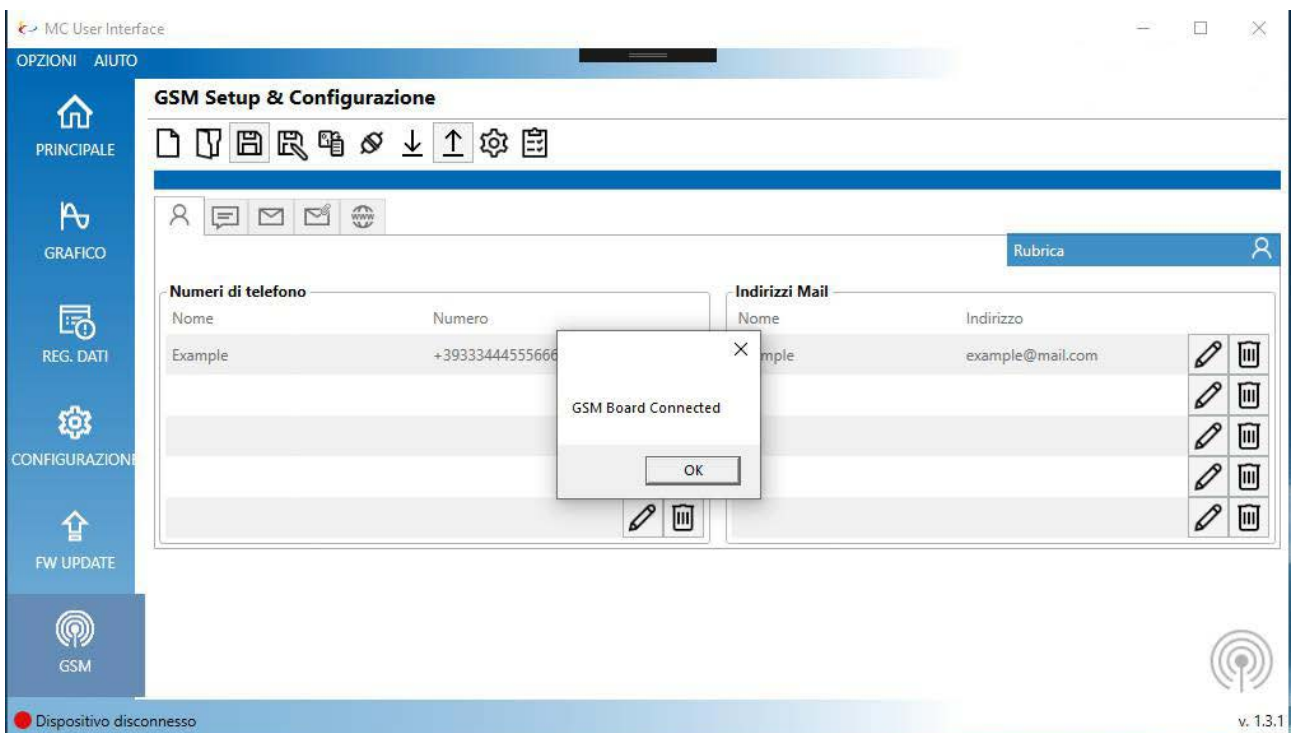 MC User Interface
OPZIONI AIUTO
GSM Setup & Configurazione
PRINCIPALE
GRAFICO
REG. DATI
CONFIGURAZIONE
FW UPDATE
GSM
www
Rubrica
Numeri di telefono
Nome Numero
Example +39333444555666
Indirizzi Mail
Nome Indirizzo
mple example@mail.com
GSM Board Connected
OK
Dispositivo disconnesso
v. 1.3.1